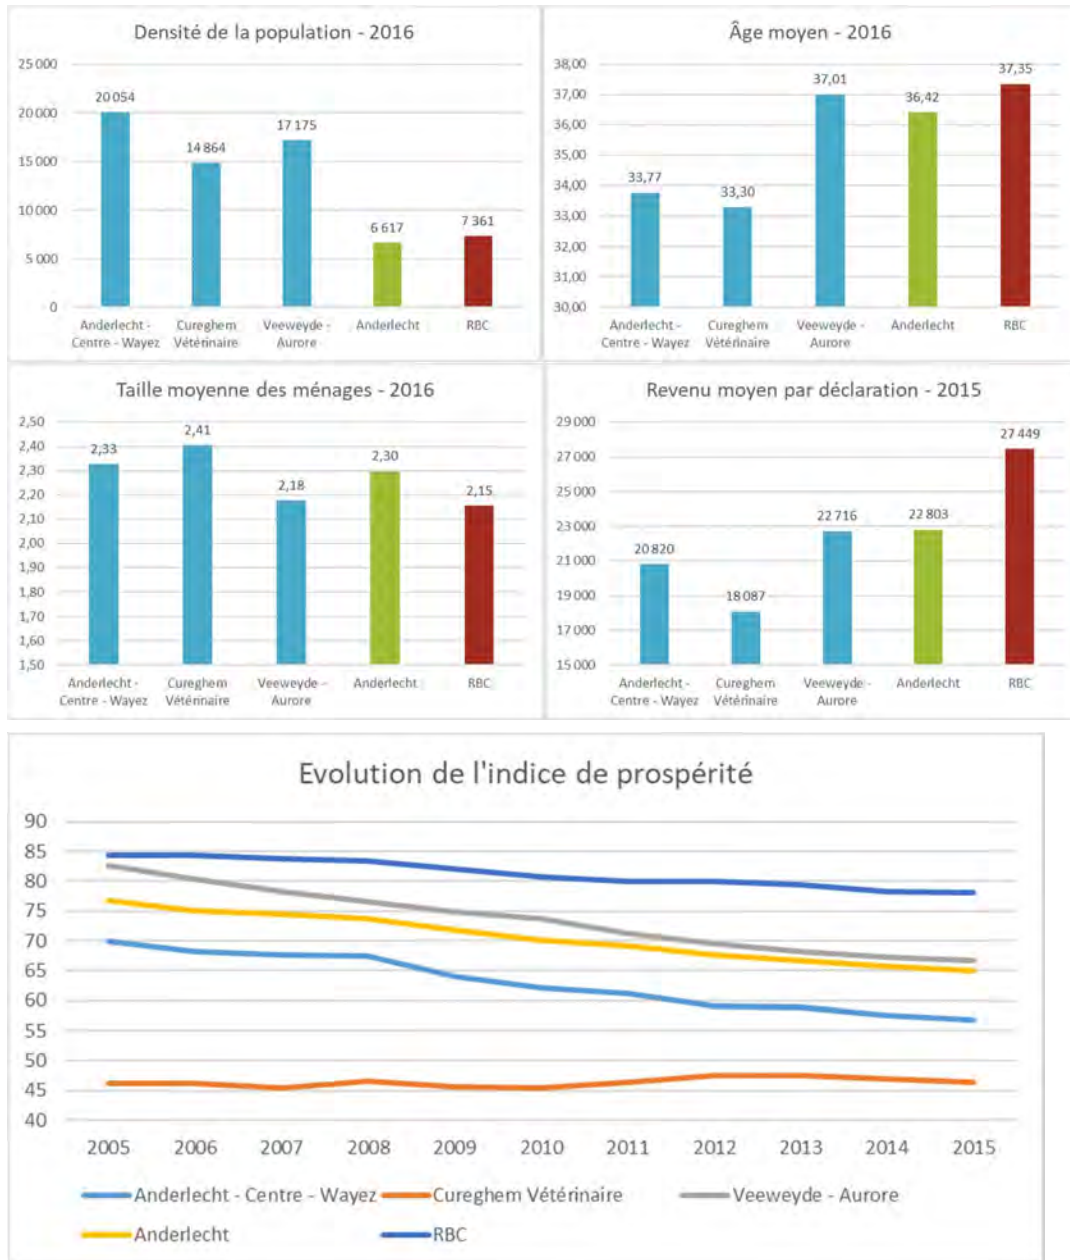 Densité de la population - 2016
25 000
20 000
15 000
10 000
5 000
0
20 054
14 864
17 175
6 617
7 361
Anderlecht -
Centre - Wayez
Cureghem
Vétérinaire
Veeweyde -
Aurore
Anderlecht
RBC
Âge moyen - 2016
38,00
37,00
36,00
35,00
34,00
33,00
32,00
31,00
30,00
33,77
33,30
37,01
36,42
37,35
Anderlecht -
Centre - Wayez
Cureghem
Vétérinaire
Veeweyde -
Aurore
Anderlecht
RBC
Taille moyenne des ménages - 2016
2,50
2,40
2,30
2,20
2,10
2,00
1,90
1,80
1,70
1,60
1,50
2,33
2,41
2,18
2,30
2,15
Anderlecht -
Centre - Wayez
Cureghem
Vétérinaire
Veeweyde -
Aurore
Anderlecht
RBC
Revenu moyen par déclaration - 2015
29 000
27 000
25 000
23 000
21 000
19 000
17 000
15 000
20 820
18 087
22 716
22 803
27 449
Anderlecht -
Centre - Wayez
Cureghem
Vétérinaire
Veeweyde -
Aurore
Anderlecht
RBC
Evolution de l'indice de prospérité
90
85
80
75
70
65
60
55
50
45
40
2005 2006 2007 2008 2009 2010 2011 2012 2013 2014 2015
Anderlecht - Centre - Wayez Cureghem Vétérinaire Veeweyde - Aurore
Anderlecht RBC